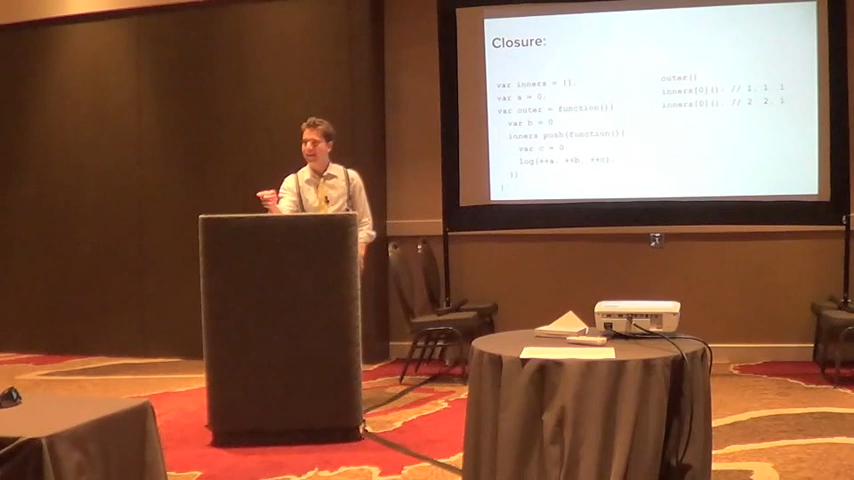 Closure:
var inners = [];
var a = 0;
var outer = function(){
var b = 0
inners.push(function(){
var c = 0
log(++a, ++b, ++c);
})
}
outer()
inners[0](); // 1, 1, 1
inners[0](); // 2, 2, 1